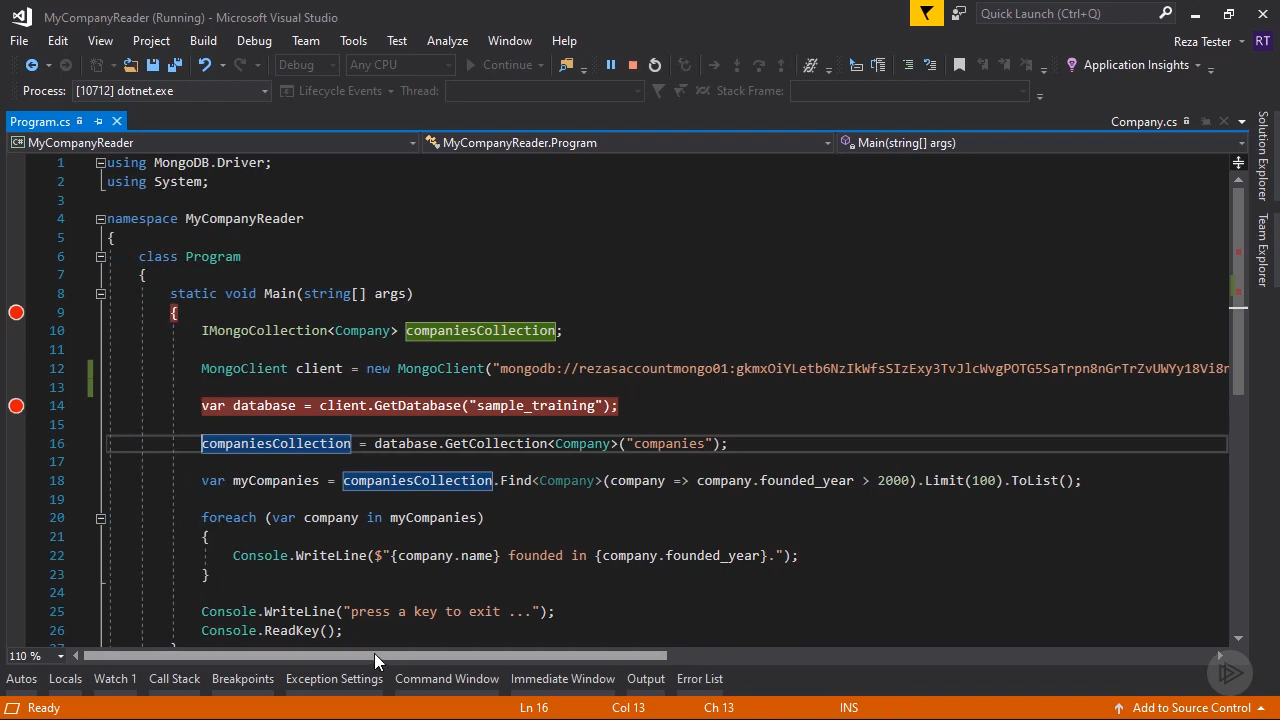 MyCompanyReader (Running) - Microsoft Visual Studio
Quick Launch (Ctrl+Q)
File Edit View Project Build Debug Team Tools Test Analyze Window Help
Reza Tester RT
Debug Any CPU Continue Application Insights
Process: [10712] dotnet.exe Lifecycle Events Thread: Stack Frame:
Program.cs Company.cs
MyCompanyReader MyCompanyReader.Program Main(string[] args)
1 using MongoDB.Driver;
2 using System;
3
4 namespace MyCompanyReader
5 {
6 class Program
7 {
8 static void Main(string[] args)
9 {
10 IMongoCollection<Company> companiesCollection;
11
12 MongoClient client = new MongoClient("mongodb://rezasaccountmongo01:gkmxOiYLetb6NzIkWfsSIzExy3TvJlcWvgPOTG5SaTrpn8nGrTrZvUWYy18Vi8n
13
14 var database = client.GetDatabase("sample_training");
15
16 companiesCollection = database.GetCollection<Company>("companies");
17
18 var myCompanies = companiesCollection.Find<Company>(company => company.founded_year > 2000).Limit(100).ToList();
19
20 foreach (var company in myCompanies)
21 {
22 Console.WriteLine($"{company.name} founded in {company.founded_year}.");
23 }
24
25 Console.WriteLine("press a key to exit ...");
26 Console.ReadKey();
27 }
Solution Explorer
Team Explorer
110 %
Autos Locals Watch 1 Call Stack Breakpoints Exception Settings Command Window Immediate Window Output Error List
Ready Ln 16 Col 13 Ch 13 INS Add to Source Control